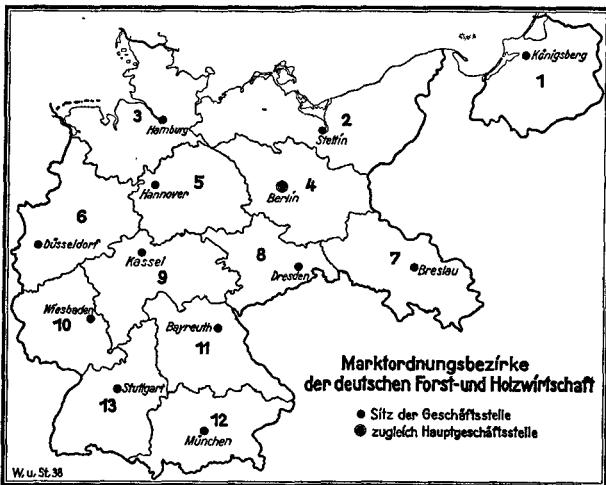 Königsberg
1
2
Stettin
3
Hamburg
5
Hannover
4
Berlin
6
Düsseldorf
Kassel
9
8
Dresden
7
Breslau
Wiesbaden
10
Bayreuth
11
Stuttgart
13
12
München
Marktordnungsbezirke
der deutschen Forst-und Holzwirtschaft
Sitz der Geschäftsstelle
zugleich Hauptgeschäftsstelle
W. u. St. 38